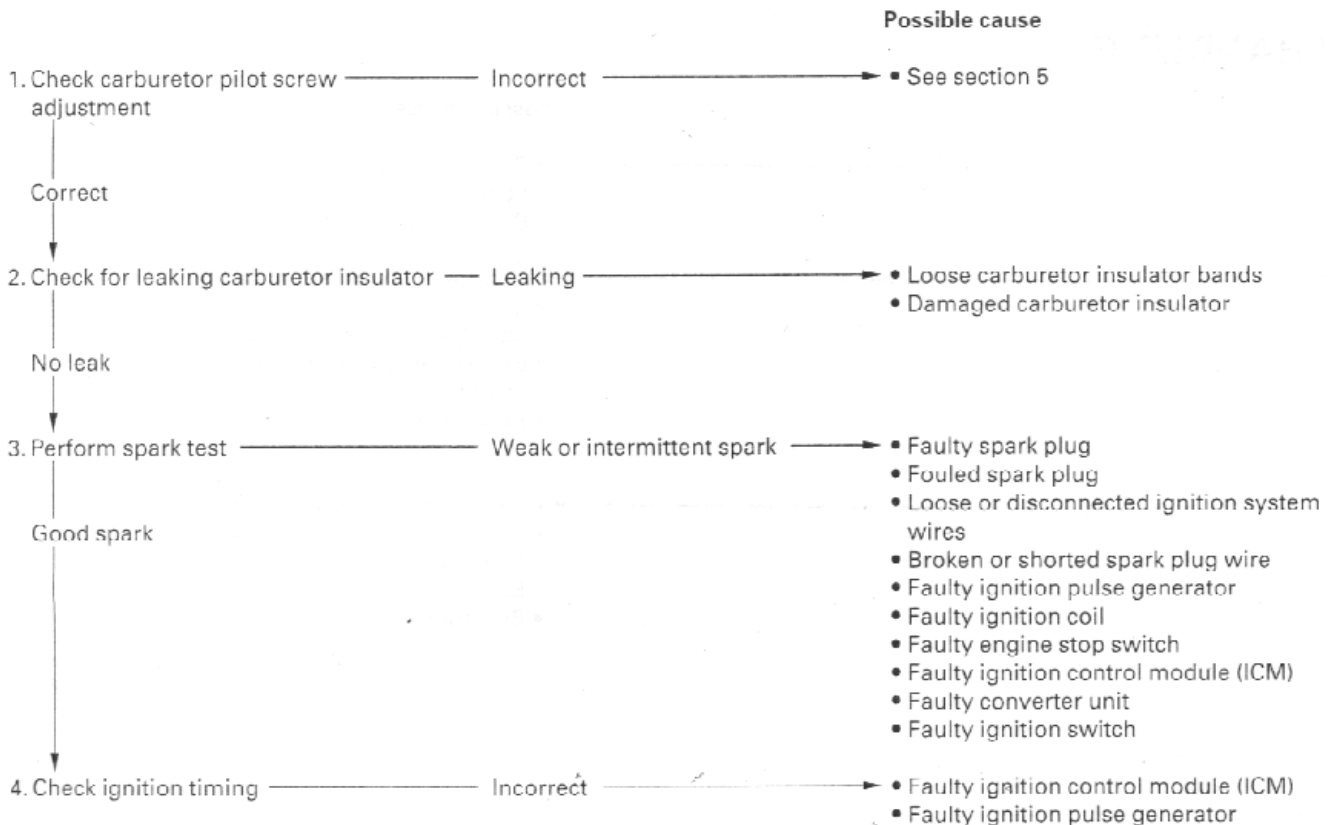 Possible cause
1. Check carburetor pilot screw adjustment
Incorrect
• See section 5
Correct
2. Check for leaking carburetor insulator
Leaking
• Loose carburetor insulator bands
• Damaged carburetor insulator
No leak
3. Perform spark test
Weak or intermittent spark
• Faulty spark plug
• Fouled spark plug
• Loose or disconnected ignition system
wires
• Broken or shorted spark plug wire
• Faulty ignition pulse generator
• Faulty ignition coil
• Faulty engine stop switch
• Faulty ignition control module (ICM)
• Faulty converter unit
• Faulty ignition switch
Good spark
4. Check ignition timing
Incorrect
• Faulty ignition control module (ICM)
• Faulty ignition pulse generator